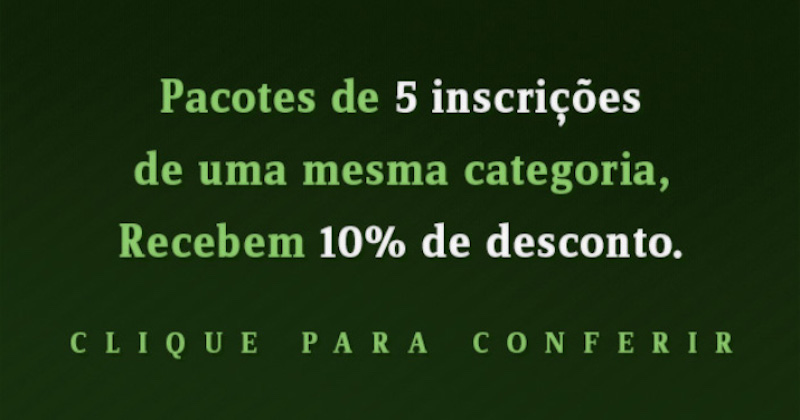 Pacotes de 5 inscrições
de uma mesma categoria,
Recebem 10% de desconto.
CLIQUE PARA CONFERIR